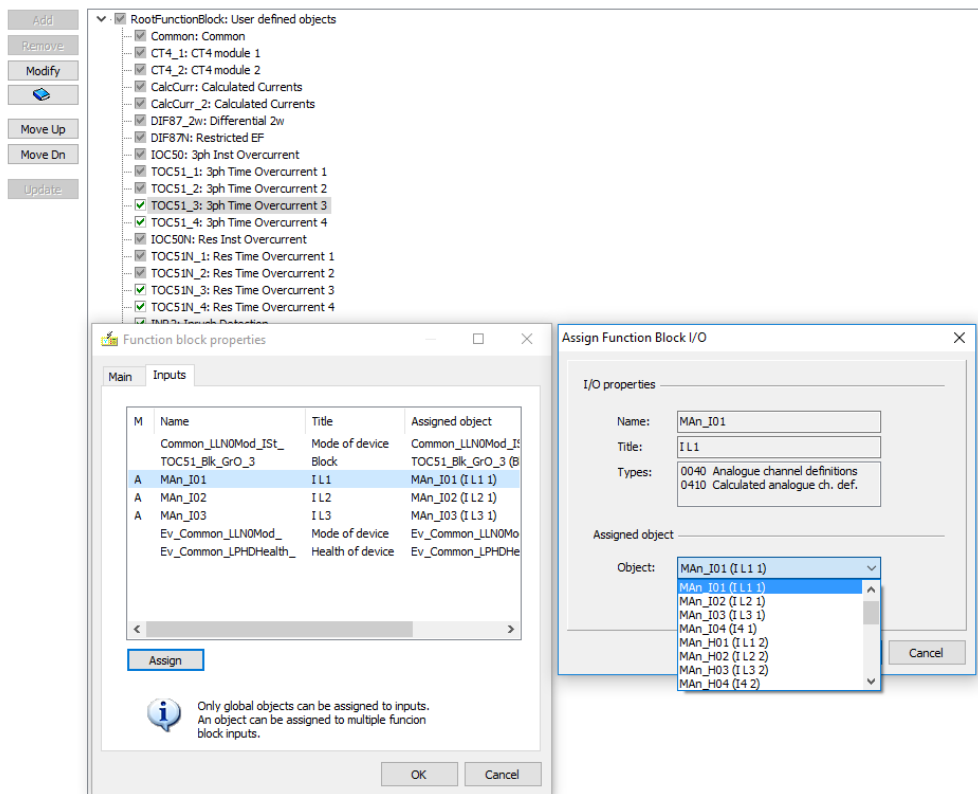 Add
Remove
Modify
Move Up
Move Dn
Update
RootFunctionBlock: User defined objects
Common: Common
CT4_1: CT4 module 1
CT4_2: CT4 module 2
CalcCurr: Calculated Currents
CalcCurr_2: Calculated Currents
DIF87_2w: Differential 2w
DIF87N: Restricted EF
IOC50: 3ph Inst Overcurrent
TOC51_1: 3ph Time Overcurrent 1
TOC51_2: 3ph Time Overcurrent 2
TOC51_3: 3ph Time Overcurrent 3
TOC51_4: 3ph Time Overcurrent 4
IOC50N: Res Inst Overcurrent
TOC51N_1: Res Time Overcurrent 1
TOC51N_2: Res Time Overcurrent 2
TOC51N_3: Res Time Overcurrent 3
TOC51N_4: Res Time Overcurrent 4
Function block properties
Main Inputs
M Name Title Assigned object
Common_LLN0Mod_ISt_ Mode of device Common_LLN0Mod_IS
TOC51_Blk_GrO_3 Block TOC51_Blk_GrO_3 (B
A MAn_I01 I L1 MAn_I01 (I L1 1)
A MAn_I02 I L2 MAn_I02 (I L2 1)
A MAn_I03 I L3 MAn_I03 (I L3 1)
Ev_Common_LLN0Mod_ Mode of device Ev_Common_LLN0Mo
Ev_Common_LPHDHealth_ Health of device Ev_Common_LPHDHe
Assign
Only global objects can be assigned to inputs.
An object can be assigned to multiple funcion
block inputs.
OK Cancel
Assign Function Block I/O
I/O properties
Name: MAn_I01
Title: I L1
Types: 0040 Analogue channel definitions
0410 Calculated analogue ch. def.
Assigned object
Object: MAn_I01 (I L1 1)
MAn_I01 (I L1 1)
MAn_I02 (I L2 1)
MAn_I03 (I L3 1)
MAn_I04 (I4 1)
MAn_H01 (I L1 2)
MAn_H02 (I L2 2)
MAn_H03 (I L3 2)
MAn_H04 (I4 2)
Cancel